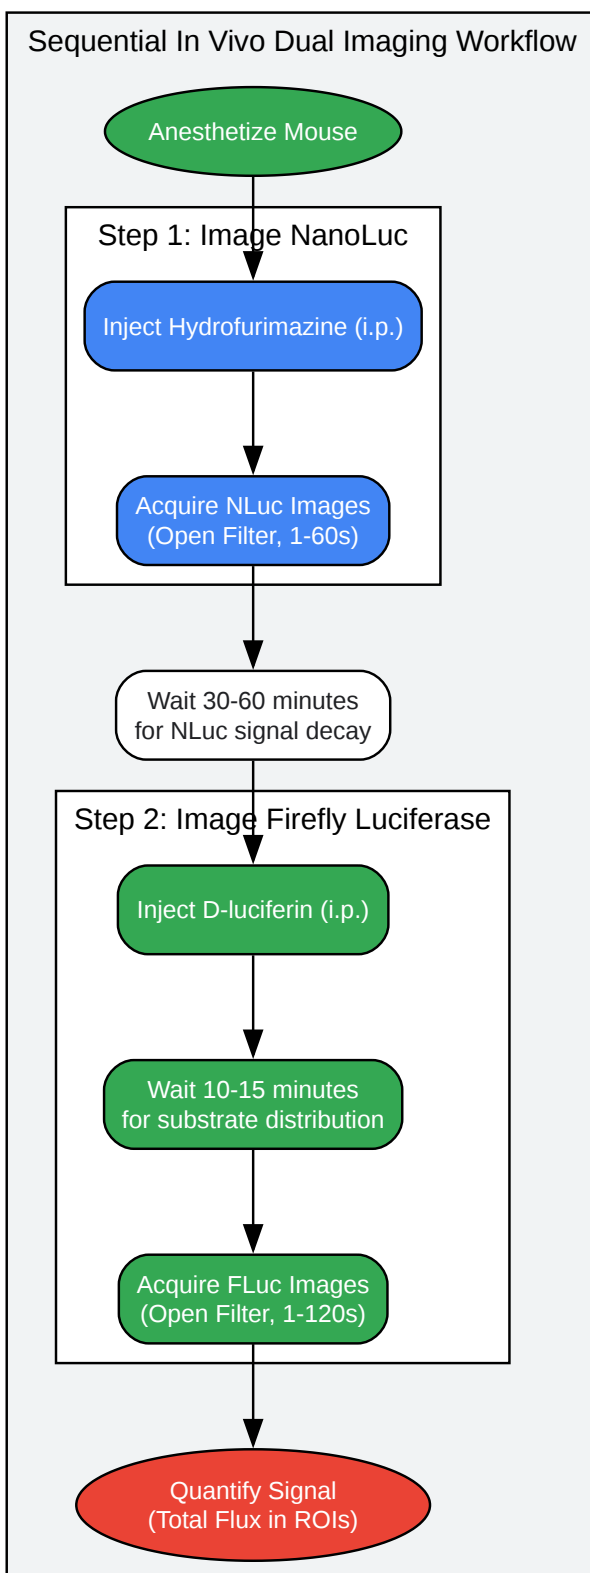 Sequential In Vivo Dual Imaging Workflow
Anesthetize Mouse
Step 1: Image NanoLuc
Inject Hydrofurimazine (i.p.)
Acquire NLuc Images
(Open Filter, 1-60s)
Wait 30-60 minutes
for NLuc signal decay
Step 2: Image Firefly Luciferase
Inject D-luciferin (i.p.)
Wait 10-15 minutes
for substrate distribution
Acquire FLuc Images
(Open Filter, 1-120s)
Quantify Signal
(Total Flux in ROIs)